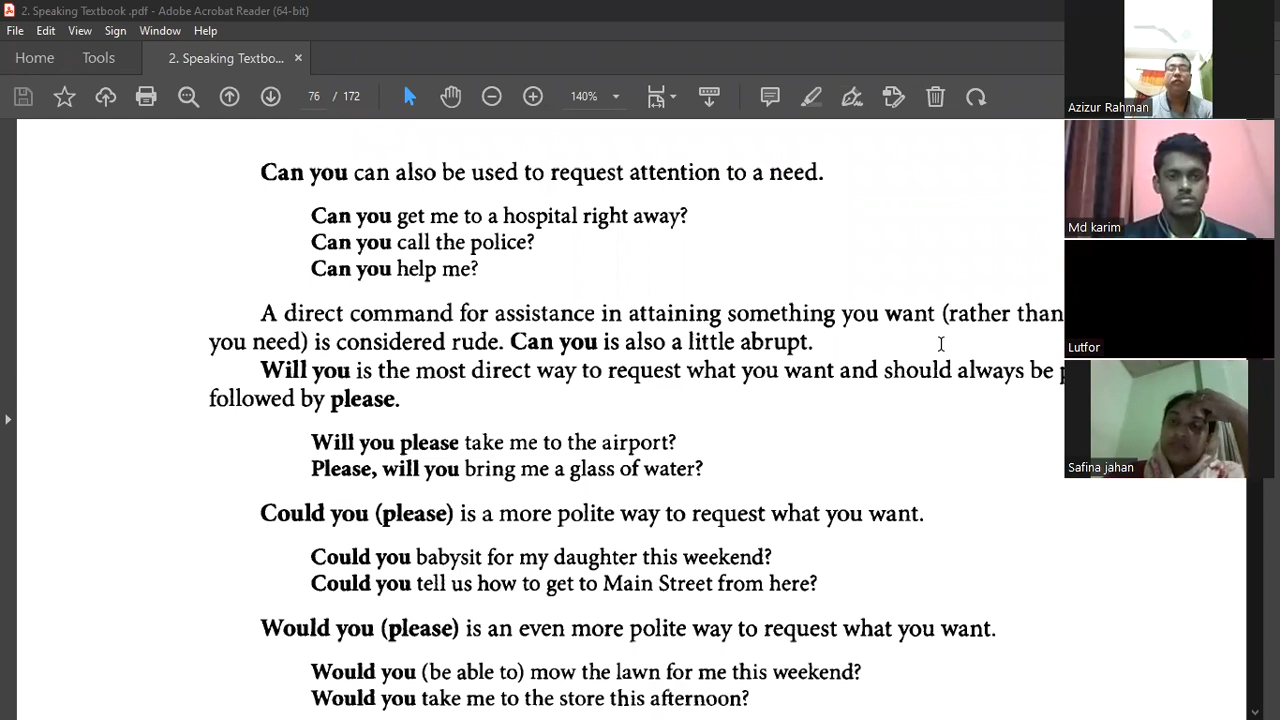 2. Speaking Textbook .pdf - Adobe Acrobat Reader (64-bit)
File Edit View Sign Window Help
Home Tools 2. Speaking Textbo... ×
76 / 172 140%
Can you can also be used to request attention to a need.
Can you get me to a hospital right away?
Can you call the police?
Can you help me?
A direct command for assistance in attaining something you want (rather than
you need) is considered rude. Can you is also a little abrupt.
Will you is the most direct way to request what you want and should always be
followed by please.
Will you please take me to the airport?
Please, will you bring me a glass of water?
Could you (please) is a more polite way to request what you want.
Could you babysit for my daughter this weekend?
Could you tell us how to get to Main Street from here?
Would you (please) is an even more polite way to request what you want.
Would you (be able to) mow the lawn for me this weekend?
Would you take me to the store this afternoon?
Azizur Rahman
Md karim
Lutfor
Safina jahan